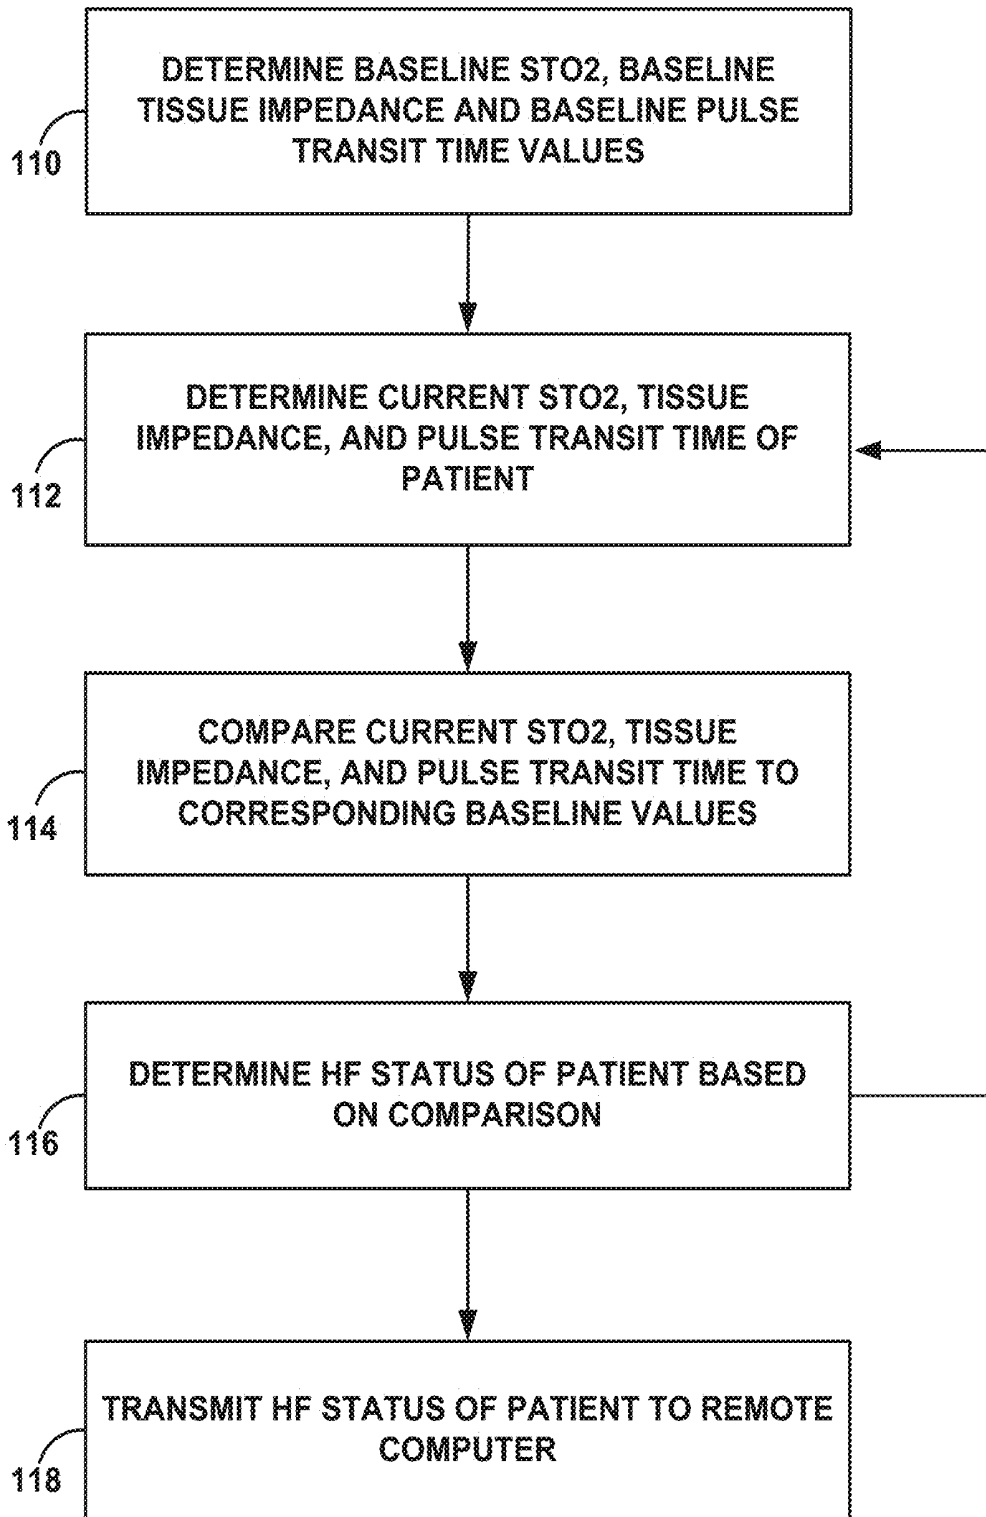 DETERMINE BASELINE STO2, BASELINE
TISSUE IMPEDANCE AND BASELINE PULSE
TRANSIT TIME VALUES
110
DETERMINE CURRENT STO2, TISSUE
IMPEDANCE, AND PULSE TRANSIT TIME OF
PATIENT
112
COMPARE CURRENT STO2, TISSUE
IMPEDANCE, AND PULSE TRANSIT TIME TO
CORRESPONDING BASELINE VALUES
114
DETERMINE HF STATUS OF PATIENT BASED
ON COMPARISON
116
TRANSMIT HF STATUS OF PATIENT TO REMOTE
COMPUTER
118